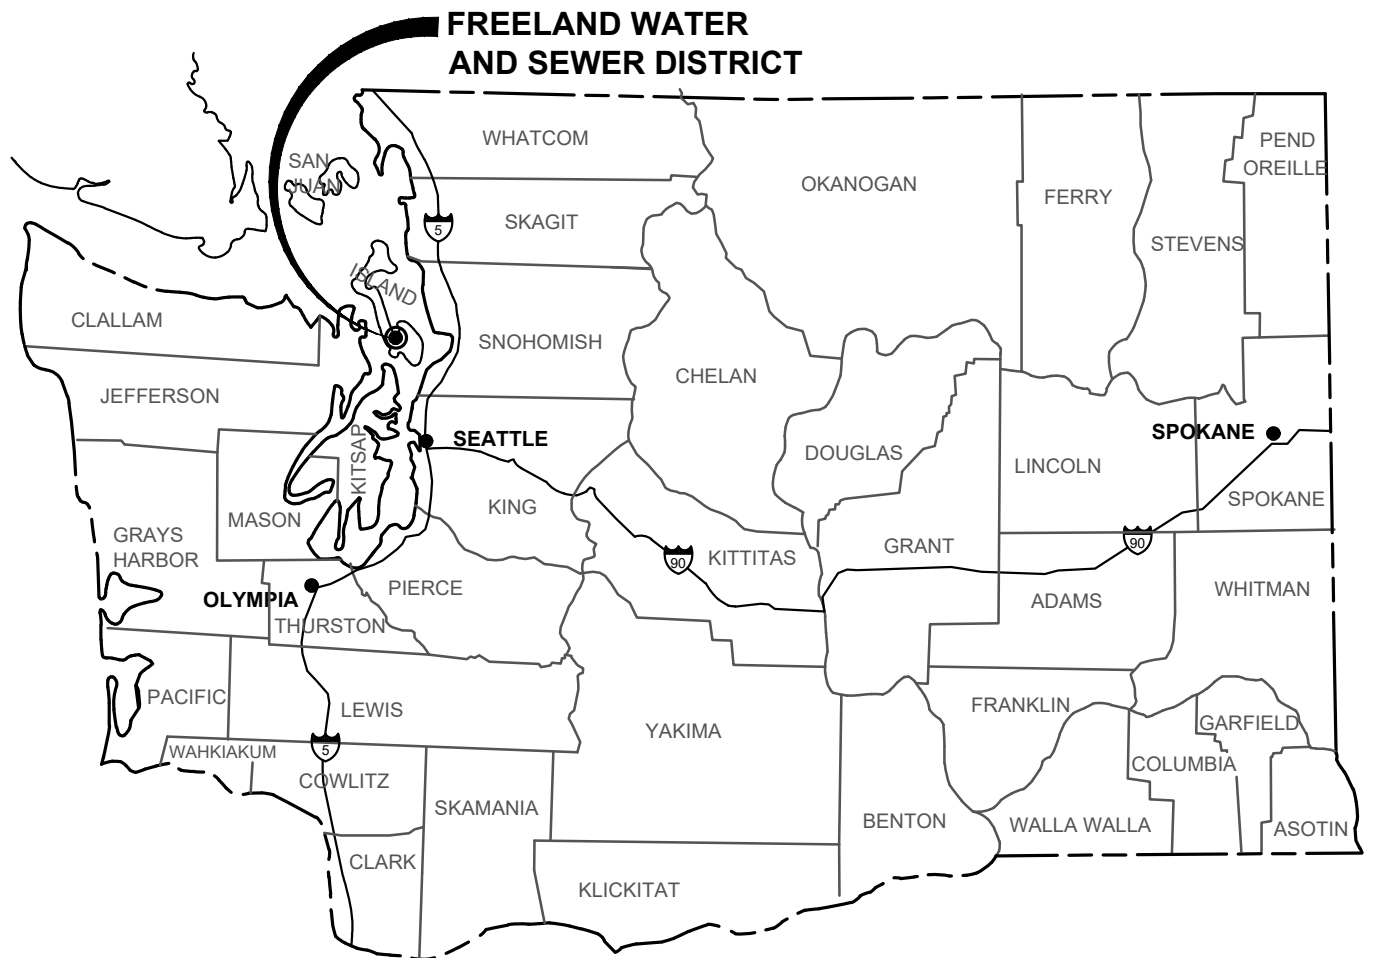 FREELAND WATER
AND SEWER DISTRICT
WHATCOM
PEND
OREILLE
SAN
JUAN
OKANOGAN
FERRY
SKAGIT
5
STEVENS
ISLAND
CLALLAM
SNOHOMISH
CHELAN
JEFFERSON
SEATTLE
SPOKANE
KITSAP
DOUGLAS
LINCOLN
SPOKANE
KING
MASON
GRAYS
HARBOR
GRANT
90
KITTITAS
90
PIERCE
WHITMAN
OLYMPIA
ADAMS
THURSTON
PACIFIC
LEWIS
FRANKLIN
GARFIELD
YAKIMA
WAHKIAKUM
5
COLUMBIA
COWLITZ
SKAMANIA
BENTON
WALLA WALLA
ASOTIN
CLARK
KLICKITAT